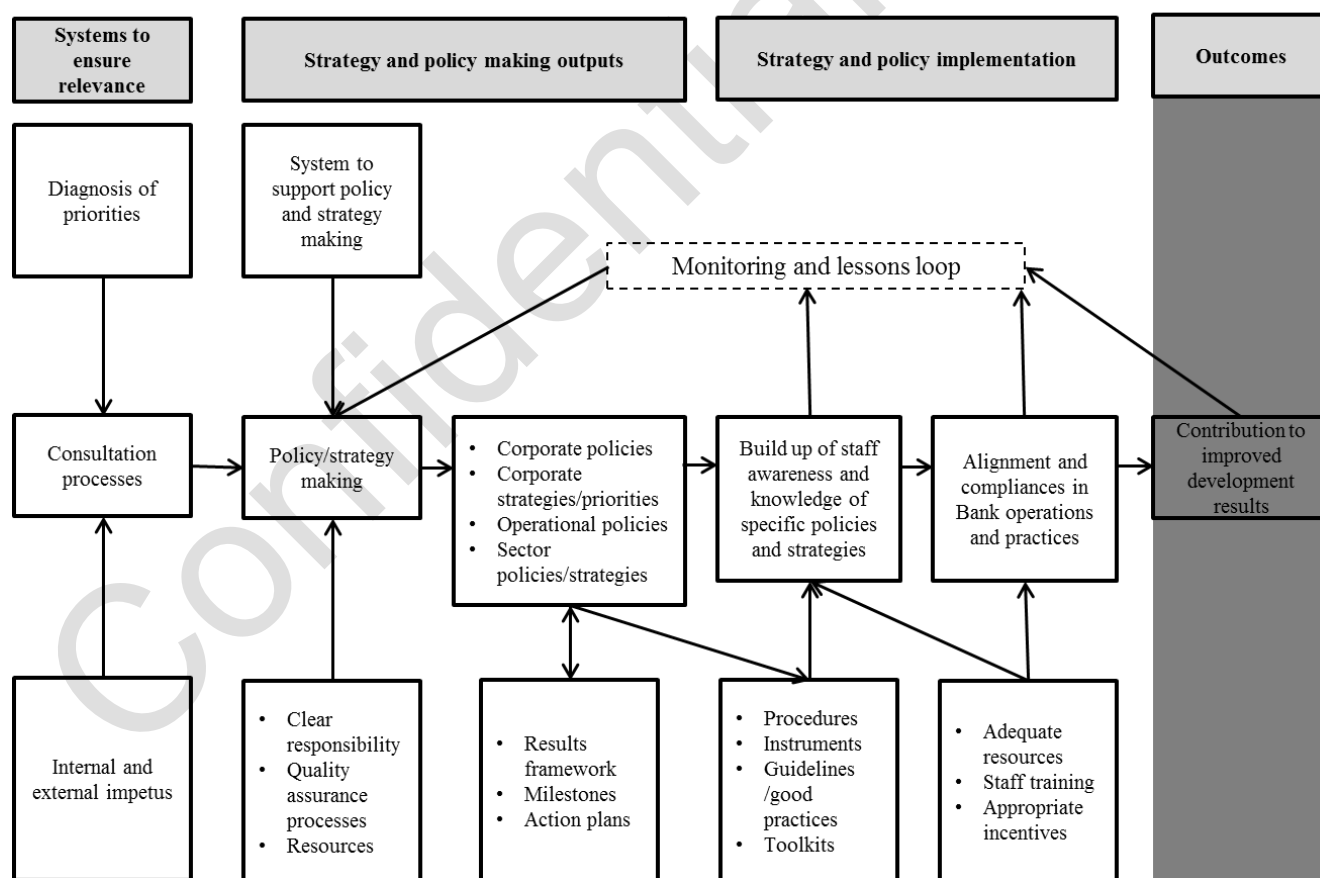 Systems to
ensure
relevance
Strategy and policy making outputs
Strategy and policy implementation
Outcomes
Diagnosis of
priorities
System to
support policy
and strategy
making
Monitoring and lessons loop
Consultation
processes
Policy/strategy
making
• Corporate policies
• Corporate
strategies/priorities
• Operational policies
• Sector
policies/strategies
Build up of staff
awareness and
knowledge of
specific policies
and strategies
Alignment and
compliances in
Bank operations
and practices
Contribution to
improved
development
results
Internal and
external impetus
• Clear
responsibility
• Quality
assurance
processes
• Resources
• Results
framework
• Milestones
• Action plans
• Procedures
• Instruments
• Guidelines
/good
practices
• Toolkits
• Adequate
resources
• Staff training
• Appropriate
incentives
Confidential